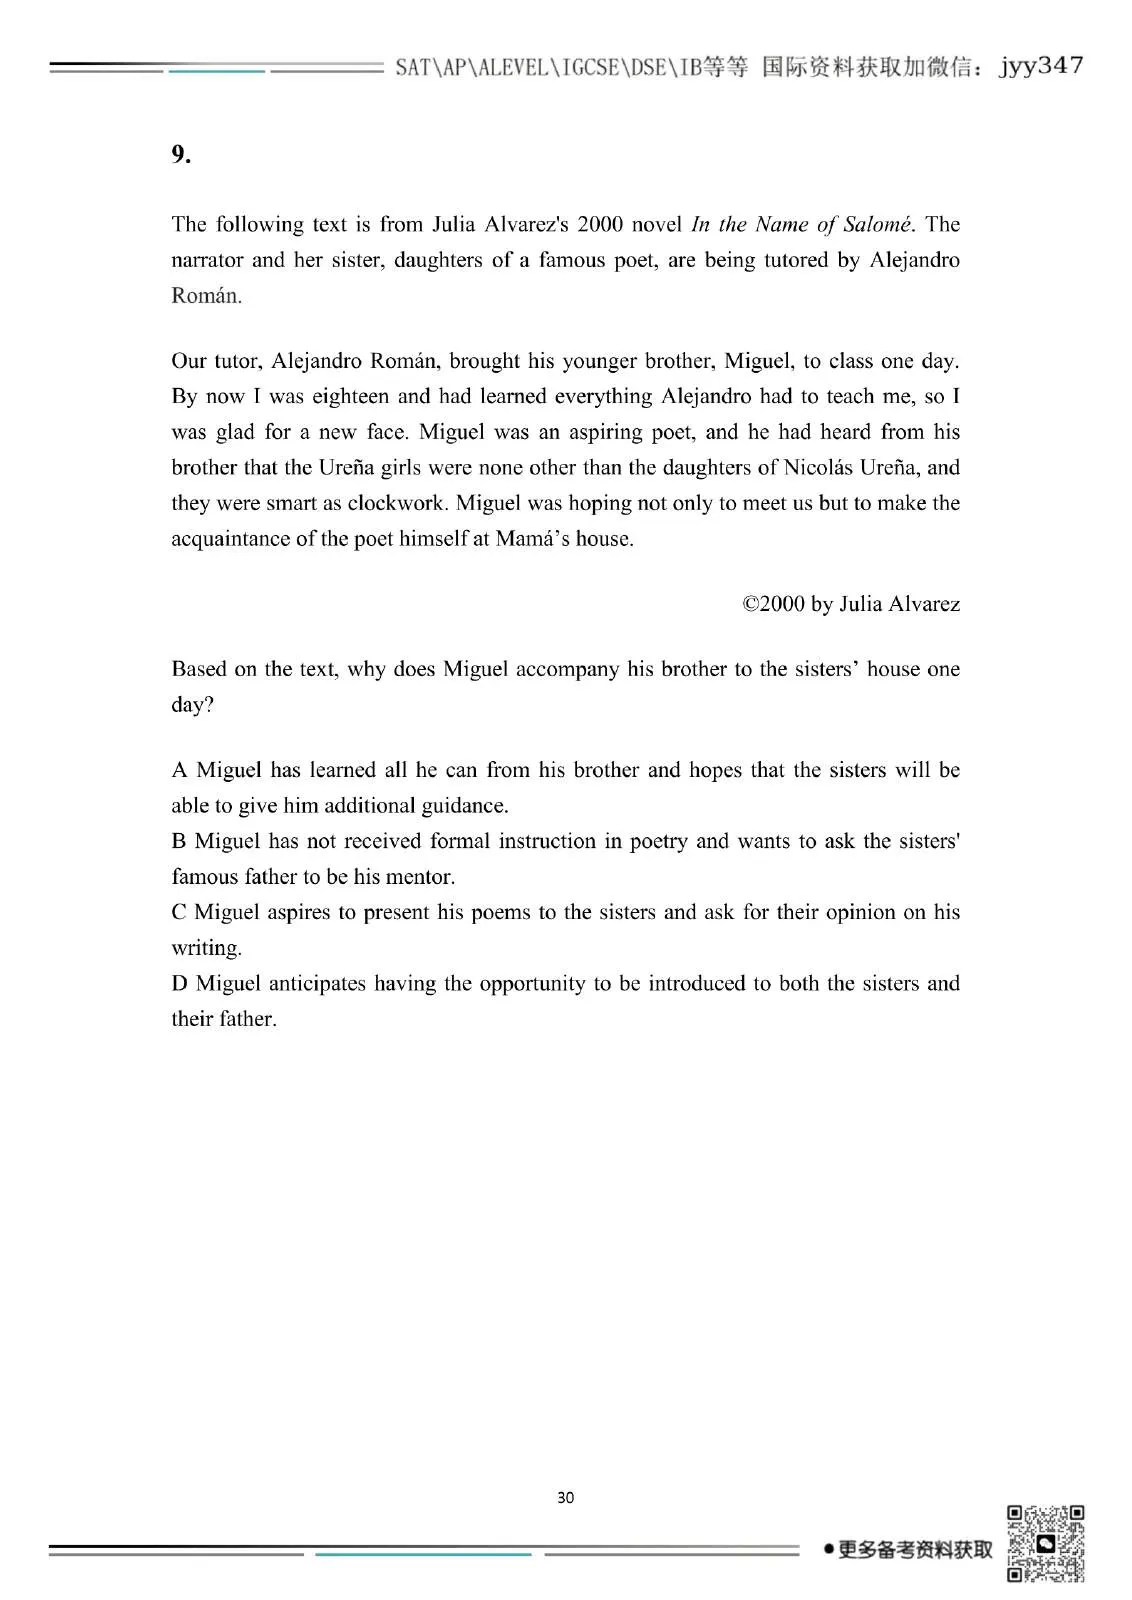 SAT\AP\ALEVEL\IGCSE\DSE\IB等等 国际资料获取加微信：jyy347
9.
The following text is from Julia Alvarez's 2000 novel In the Name of Salomé. The
narrator and her sister, daughters of a famous poet, are being tutored by Alejandro
Román.
Our tutor, Alejandro Román, brought his younger brother, Miguel, to class one day.
By now I was eighteen and had learned everything Alejandro had to teach me, so I
was glad for a new face. Miguel was an aspiring poet, and he had heard from his
brother that the Ureña girls were none other than the daughters of Nicolás Ureña, and
they were smart as clockwork. Miguel was hoping not only to meet us but to make the
acquaintance of the poet himself at Mamá’s house.
©2000 by Julia Alvarez
Based on the text, why does Miguel accompany his brother to the sisters’ house one
day?
A Miguel has learned all he can from his brother and hopes that the sisters will be
able to give him additional guidance.
B Miguel has not received formal instruction in poetry and wants to ask the sisters'
famous father to be his mentor.
C Miguel aspires to present his poems to the sisters and ask for their opinion on his
writing.
D Miguel anticipates having the opportunity to be introduced to both the sisters and
their father.
30
●更多备考资料获取